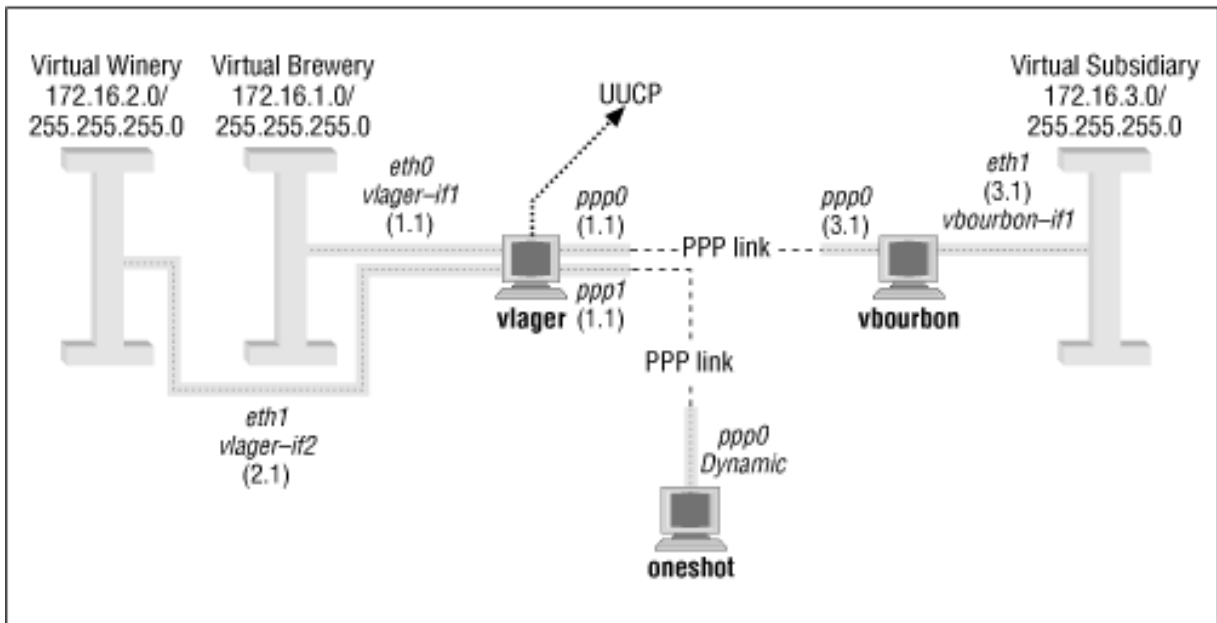 Virtual Winery
172.16.2.0/
255.255.255.0
Virtual Brewery
172.16.1.0/
255.255.255.0
UUCP
Virtual Subsidiary
172.16.3.0/
255.255.255.0
eth0
vlager–if1
(1.1)
ppp0
(1.1)
PPP link
ppp0
(3.1)
eth1
(3.1)
vbourbon–if1
vlager
ppp1
(1.1)
vbourbon
PPP link
eth1
vlager–if2
(2.1)
ppp0
Dynamic
oneshot